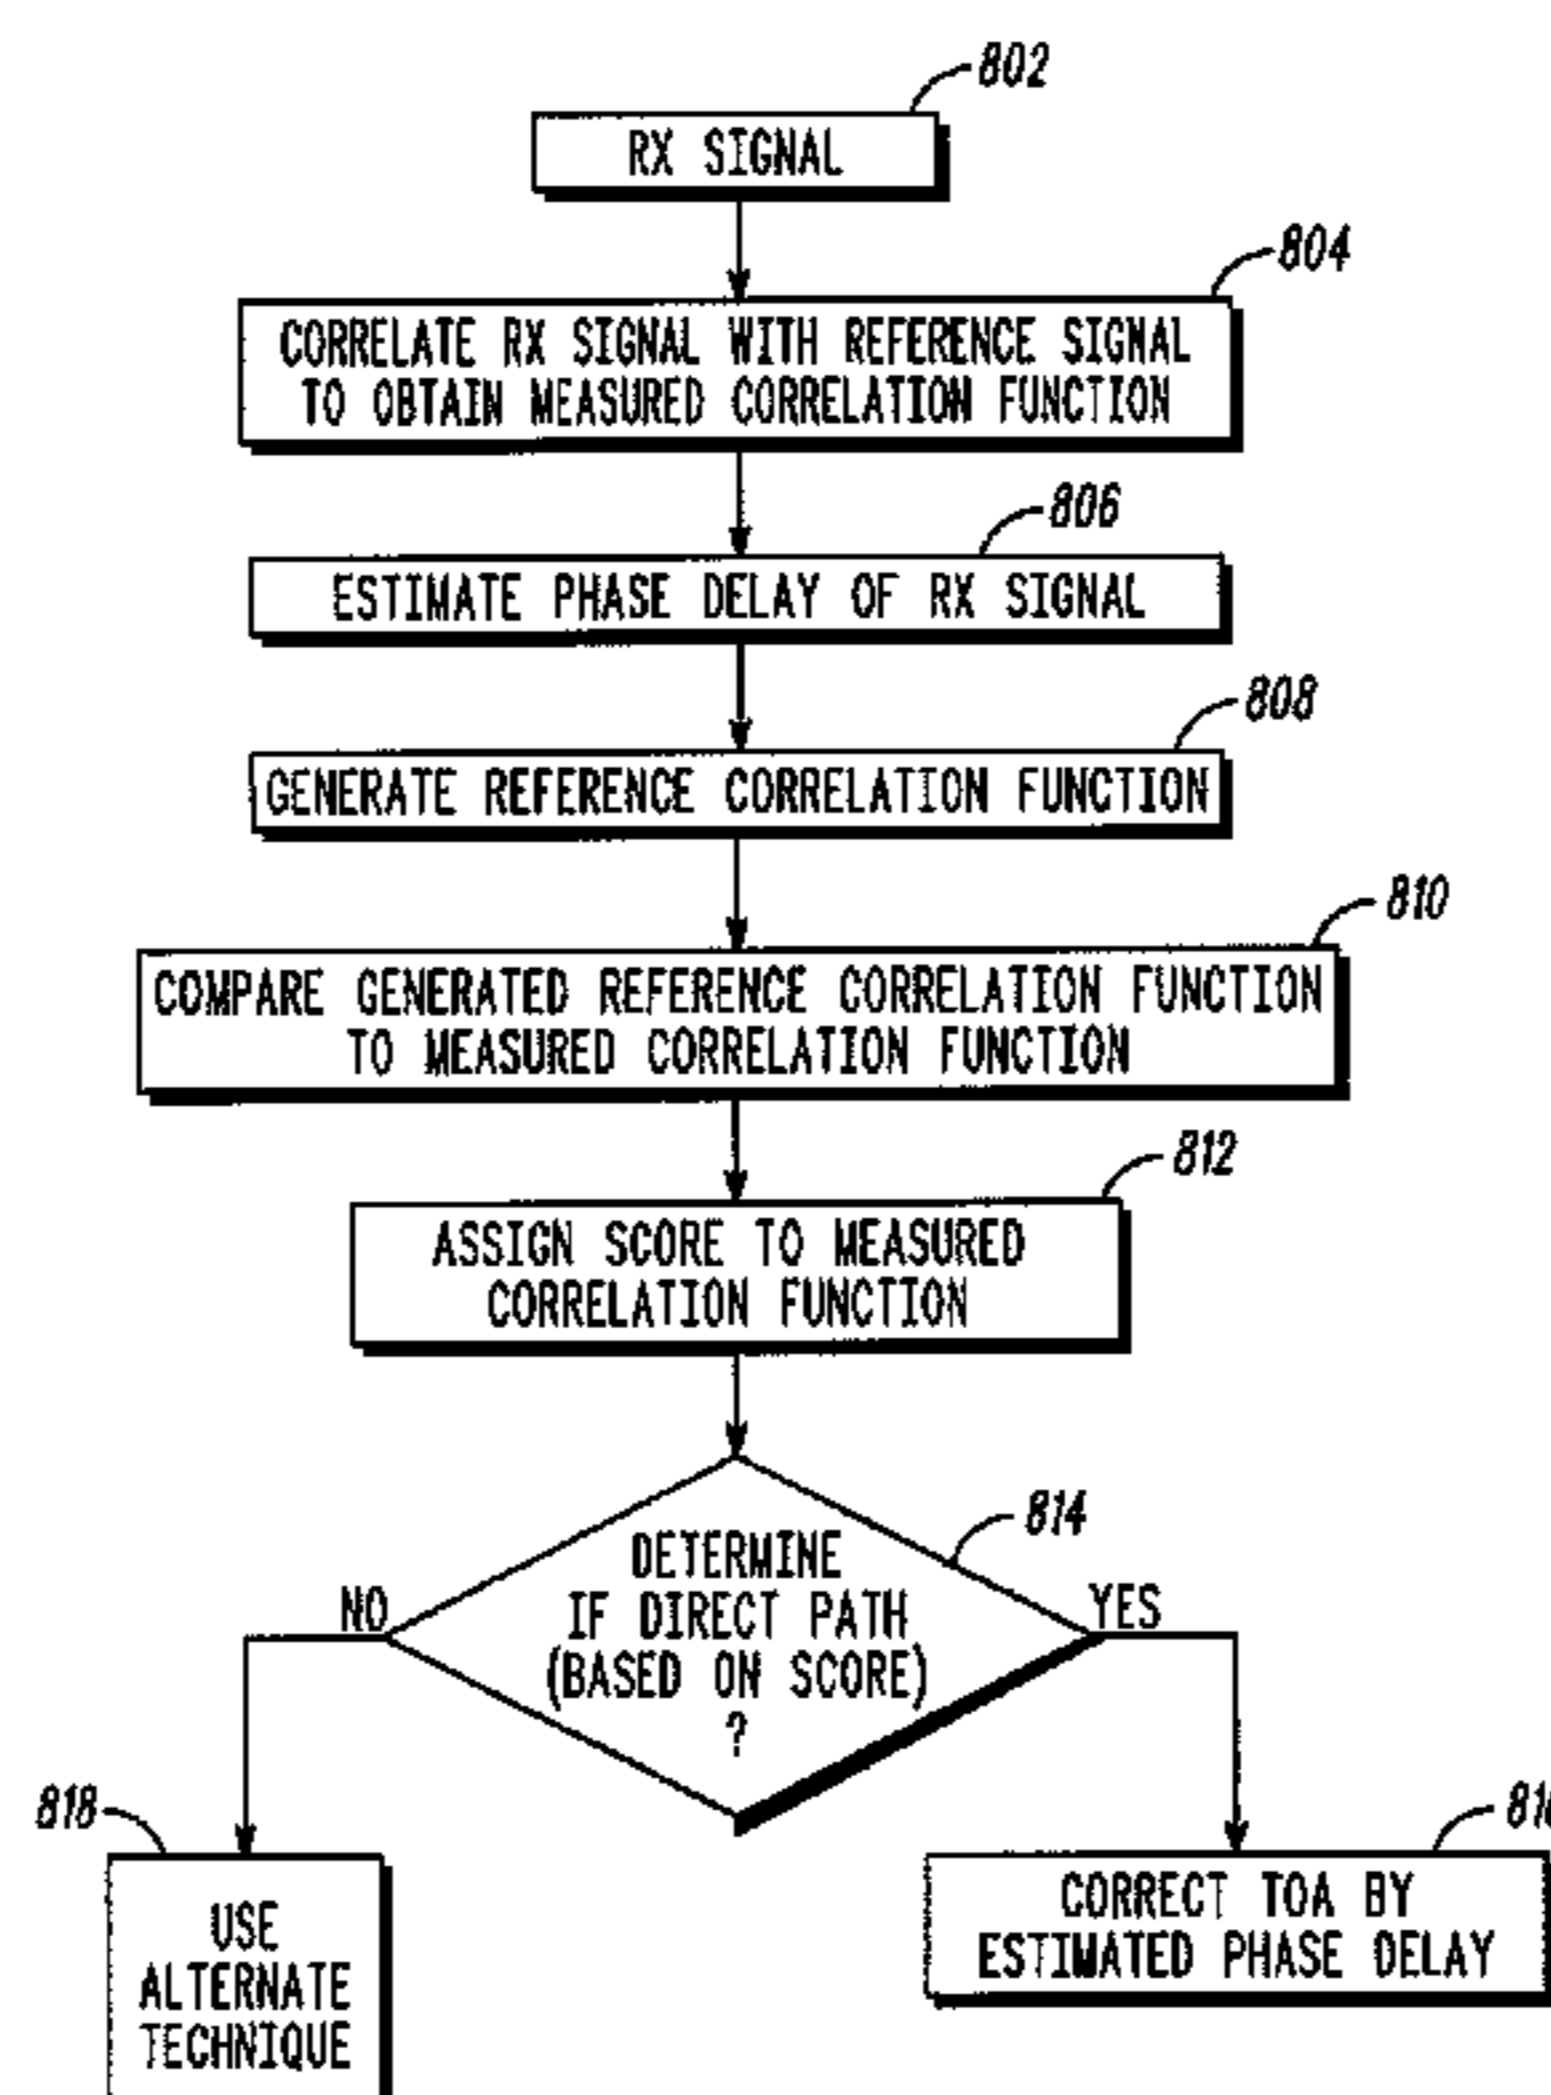 802
RX SIGNAL
804
CORRELATE RX SIGNAL WITH REFERENCE SIGNAL
TO OBTAIN MEASURED CORRELATION FUNCTION
806
ESTIMATE PHASE DELAY OF RX SIGNAL
808
GENERATE REFERENCE CORRELATION FUNCTION
810
COMPARE GENERATED REFERENCE CORRELATION FUNCTION
TO MEASURED CORRELATION FUNCTION
812
ASSIGN SCORE TO MEASURED
CORRELATION FUNCTION
814
DETERMINE
IF DIRECT PATH
(BASED ON SCORE)
?
NO
YES
818
USE
ALTERNATE
TECHNIQUE
CORRECT TOA BY
ESTIMATED PHASE DELAY